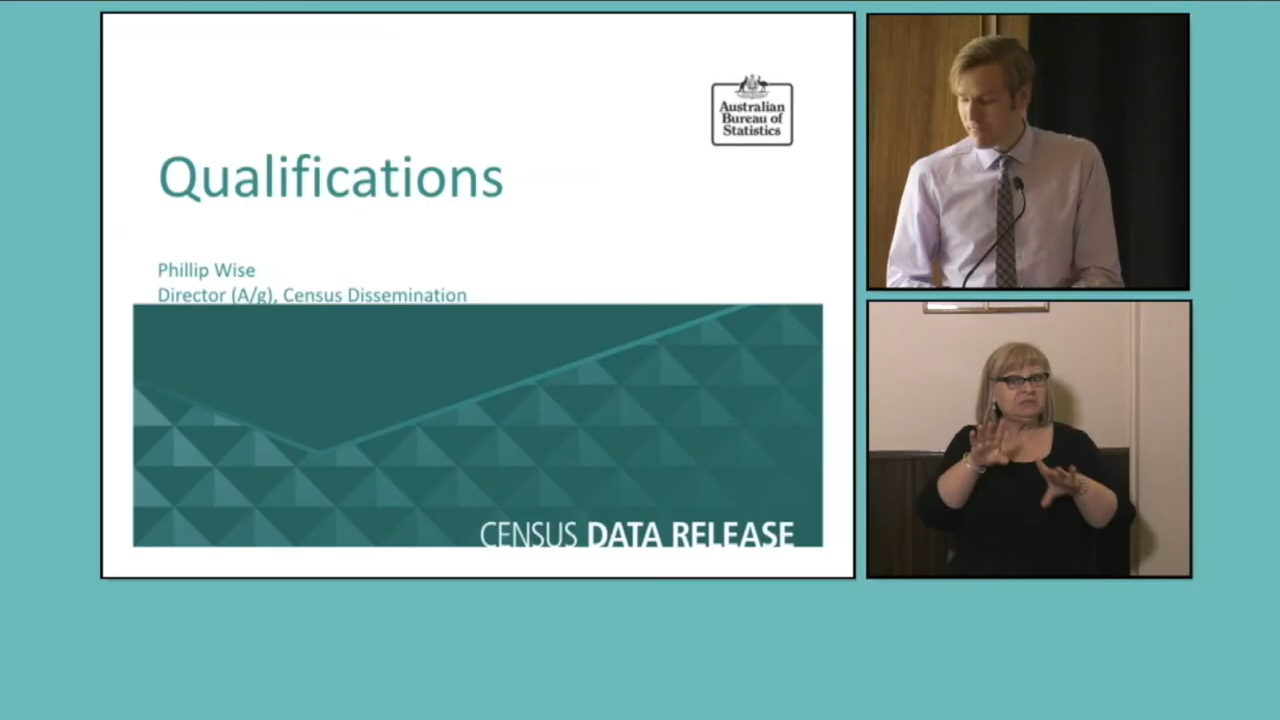 Australian
Bureau of
Statistics
Qualifications
Phillip Wise
Director (A/g), Census Dissemination
CENSUS DATA RELEASE